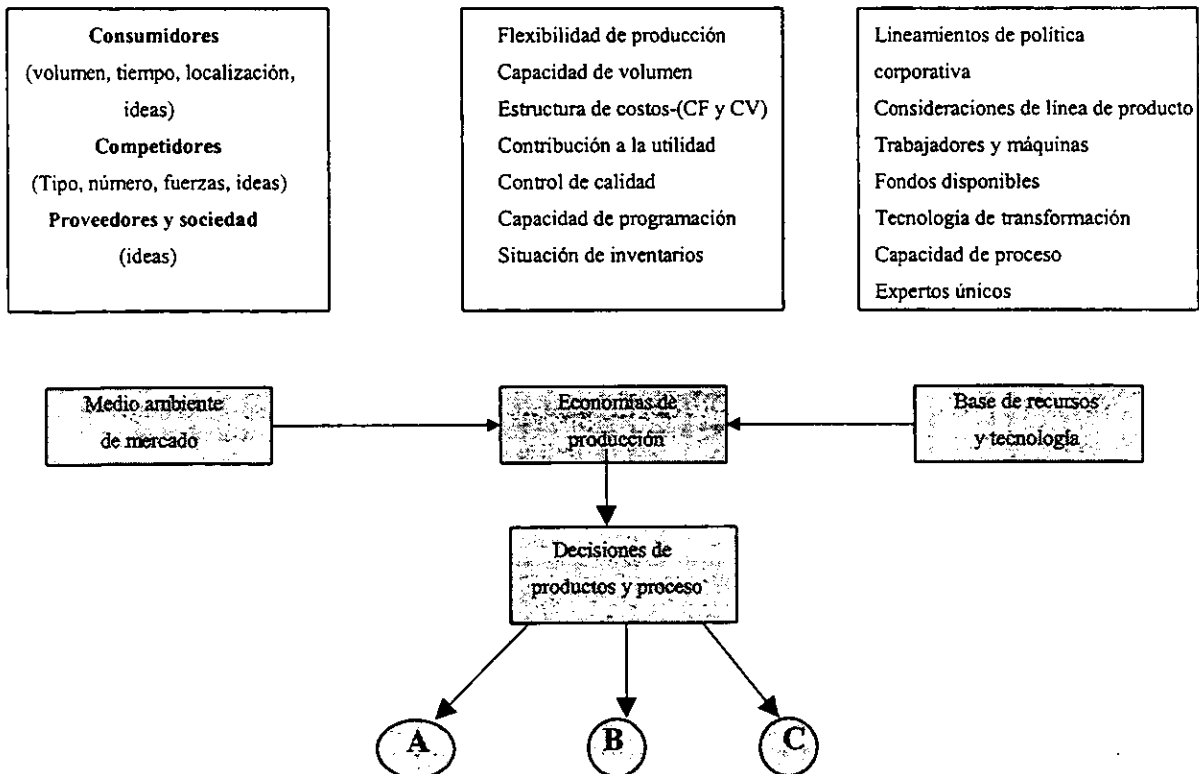 Consumidores
(volumen, tiempo, localización,
ideas)
Competidores
(Tipo, número, fuerzas, ideas)
Proveedores y sociedad
(ideas)
Flexibilidad de producción
Capacidad de volumen
Estructura de costos-(CF y CV)
Contribución a la utilidad
Control de calidad
Capacidad de programación
Situación de inventarios
Lineamientos de política
corporativa
Consideraciones de línea de producto
Trabajadores y máquinas
Fondos disponibles
Tecnología de transformación
Capacidad de proceso
Expertos únicos
Medio ambiente
de mercado
Economías de
producción
Base de recursos
y tecnología
Decisiones de
productos y proceso
A
B
C